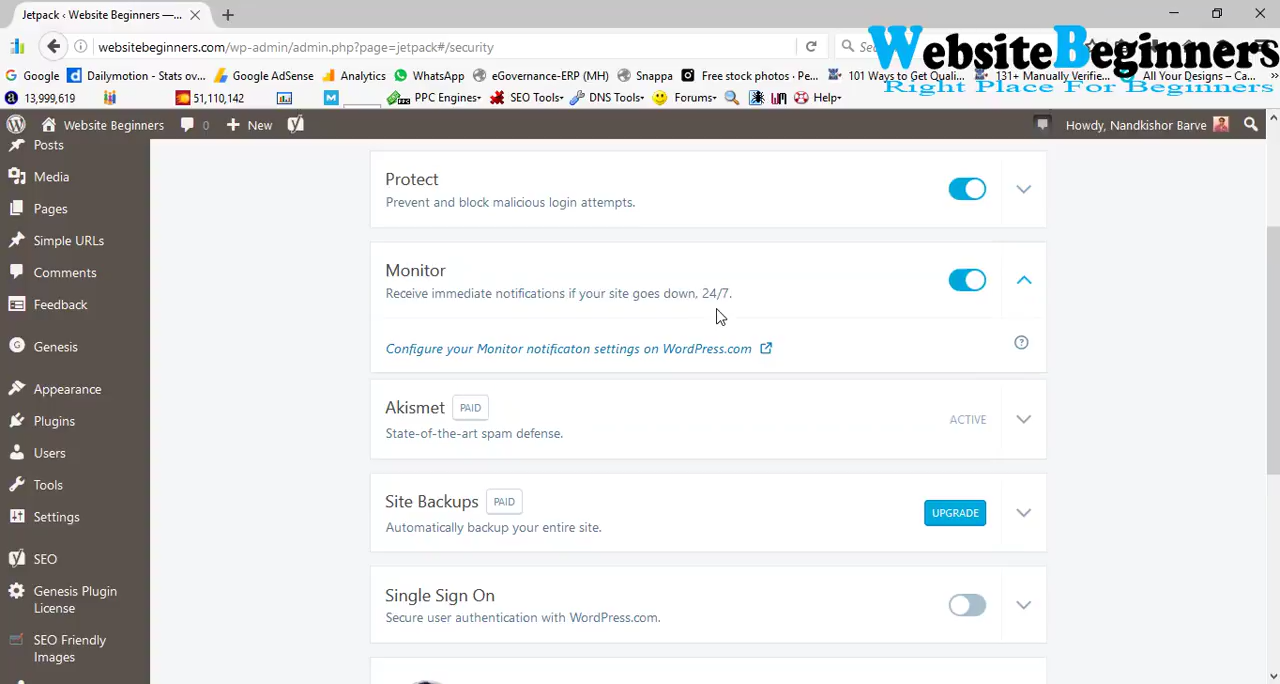 Jetpack ‹ Website Beginners —...
websitebeginners.com/wp-admin/admin.php?page=jetpack#/security
WebsiteBeginners
Right Place For Beginners
Google
Dailymotion - Stats ov...
Google AdSense
Analytics
WhatsApp
eGovernance-ERP (MH)
Snappa
Free stock photos · Pe...
101 Ways to Get Quali...
131+ Manually Verifie...
All Your Designs – Ca...
13,999,619
51,110,142
PPC Engines
SEO Tools
DNS Tools
Forums
Help
Website Beginners
0
New
Howdy, Nandkishor Barve
Posts
Media
Pages
Simple URLs
Comments
Feedback
Genesis
Appearance
Plugins
Users
Tools
Settings
SEO
Genesis Plugin
License
SEO Friendly
Images
Protect
Prevent and block malicious login attempts.
Monitor
Receive immediate notifications if your site goes down, 24/7.
Configure your Monitor notificaton settings on WordPress.com
Akismet PAID
State-of-the-art spam defense.
ACTIVE
Site Backups PAID
Automatically backup your entire site.
UPGRADE
Single Sign On
Secure user authentication with WordPress.com.